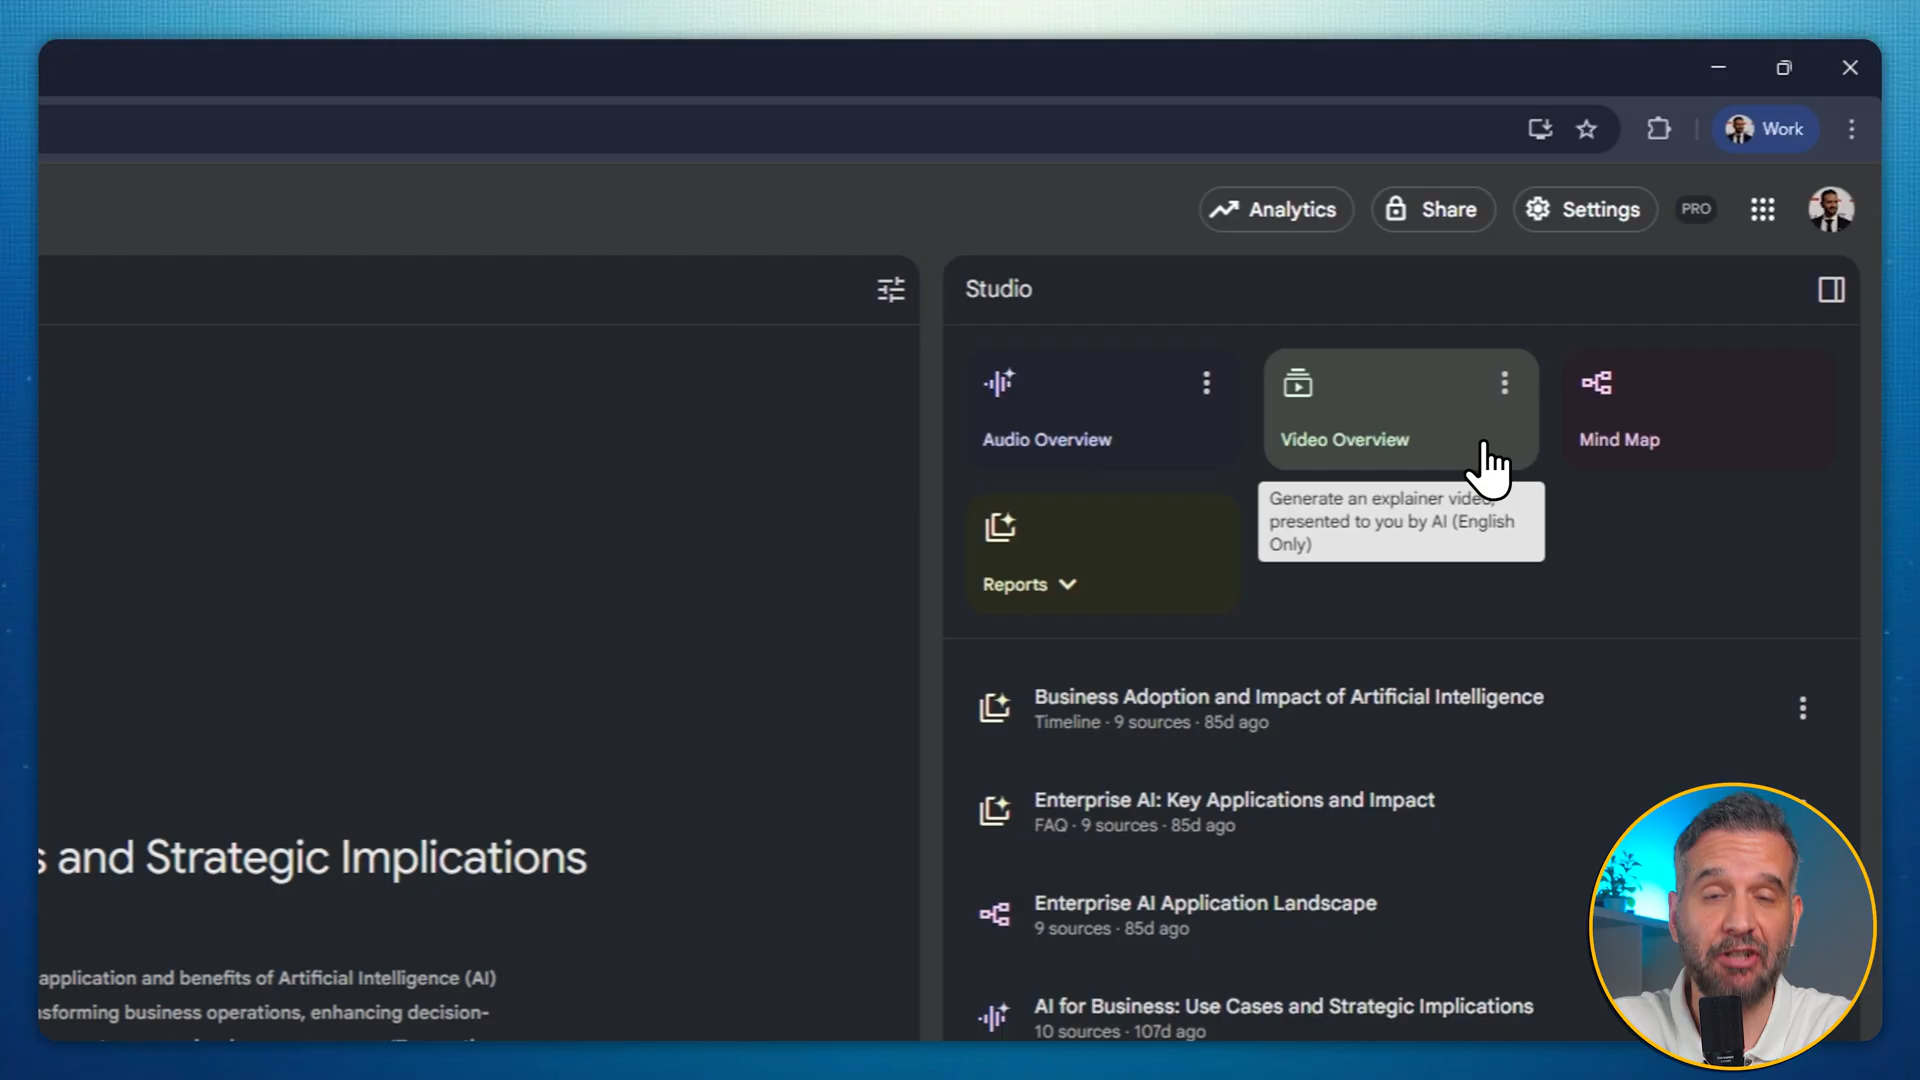 Work
Analytics
Share
Settings
PRO
Studio
Audio Overview
Video Overview
Mind Map
Generate an explainer video,
presented to you by AI (English
Only)
Reports
Business Adoption and Impact of Artificial Intelligence
Timeline · 9 sources · 85d ago
Enterprise AI: Key Applications and Impact
FAQ · 9 sources · 85d ago
Enterprise AI Application Landscape
9 sources · 85d ago
AI for Business: Use Cases and Strategic Implications
10 sources · 107d ago
s and Strategic Implications
application and benefits of Artificial Intelligence (AI)
nsforming business operations, enhancing decision-